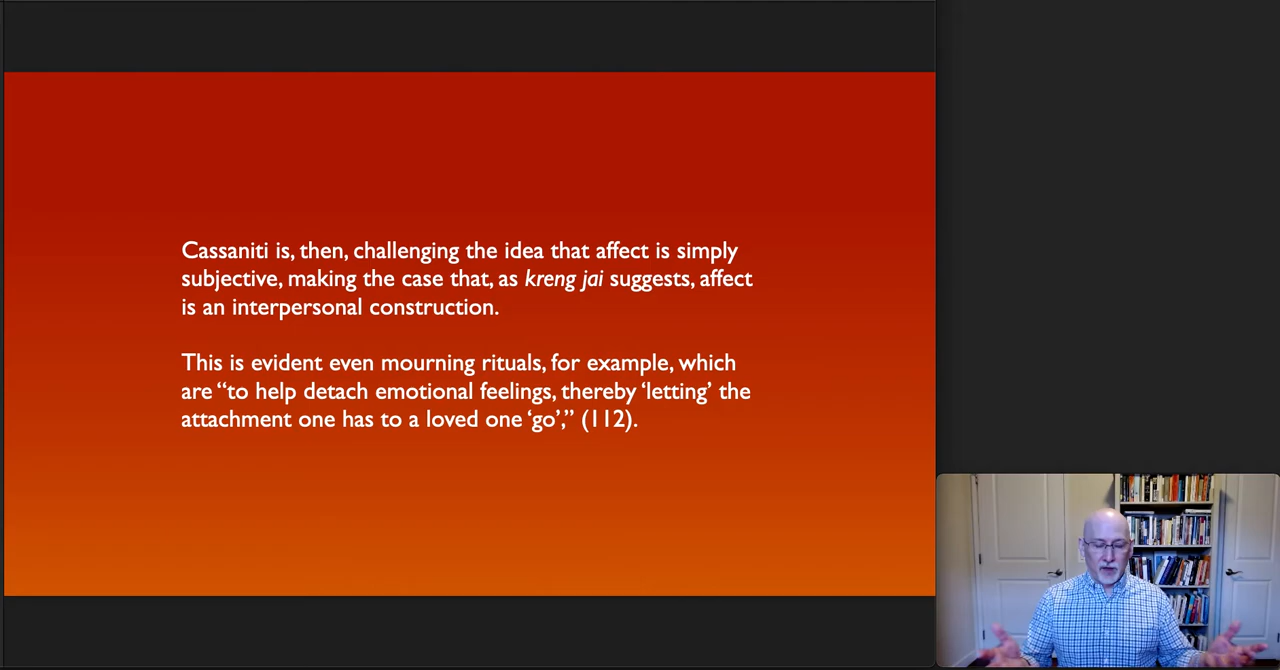 Cassaniti is, then, challenging the idea that affect is simply
subjective, making the case that, as kreng jai suggests, affect
is an interpersonal construction.
This is evident even mourning rituals, for example, which
are “to help detach emotional feelings, thereby ‘letting’ the
attachment one has to a loved one ‘go’,” (112).